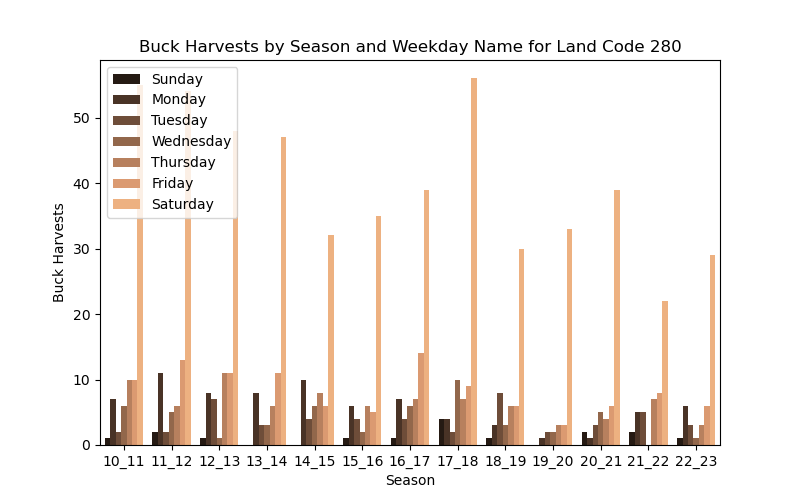 Buck Harvests by Season and Weekday Name for Land Code 280
Sunday
Monday
Tuesday
Wednesday
Thursday
Friday
Saturday
50
40
30
20
10
0
Buck Harvests
10_11 11_12 12_13 13_14 14_15 15_16 16_17 17_18 18_19 19_20 20_21 21_22 22_23
Season